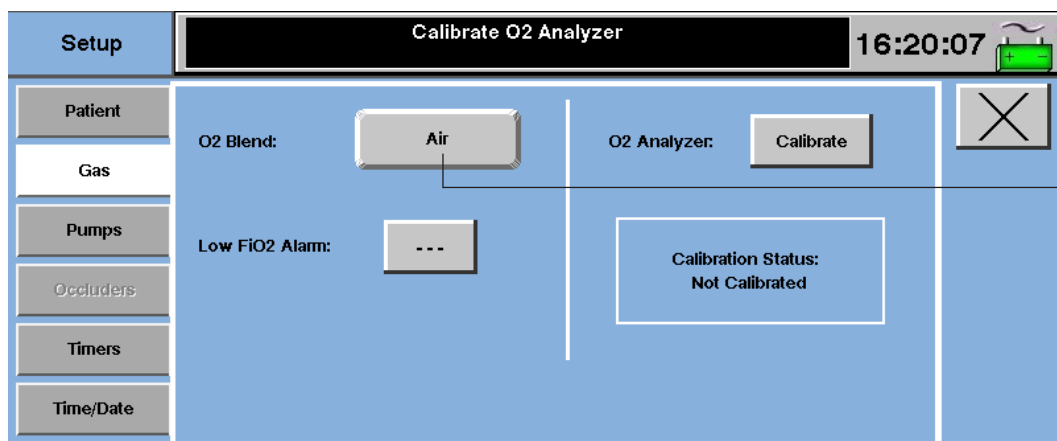 Setup
Calibrate O2 Analyzer
16:20:07
Patient
Gas
Pumps
Occluders
Timers
Time/Date
O2 Blend:
Air
Low FiO2 Alarm:
---
O2 Analyzer:
Calibrate
Calibration Status:
Not Calibrated